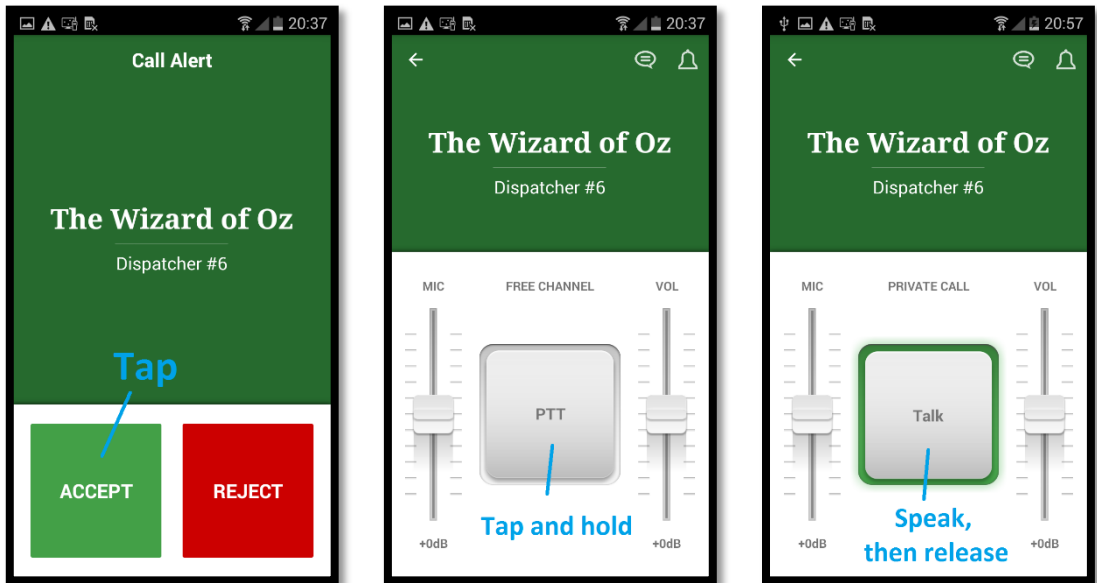 20:37
Call Alert
The Wizard of Oz
Dispatcher #6
Tap
ACCEPT
REJECT
20:37
The Wizard of Oz
Dispatcher #6
MIC
FREE CHANNEL
VOL
PTT
Tap and hold
+0dB
+0dB
20:57
The Wizard of Oz
Dispatcher #6
MIC
PRIVATE CALL
VOL
Talk
Speak,
then release
+0dB
+0dB